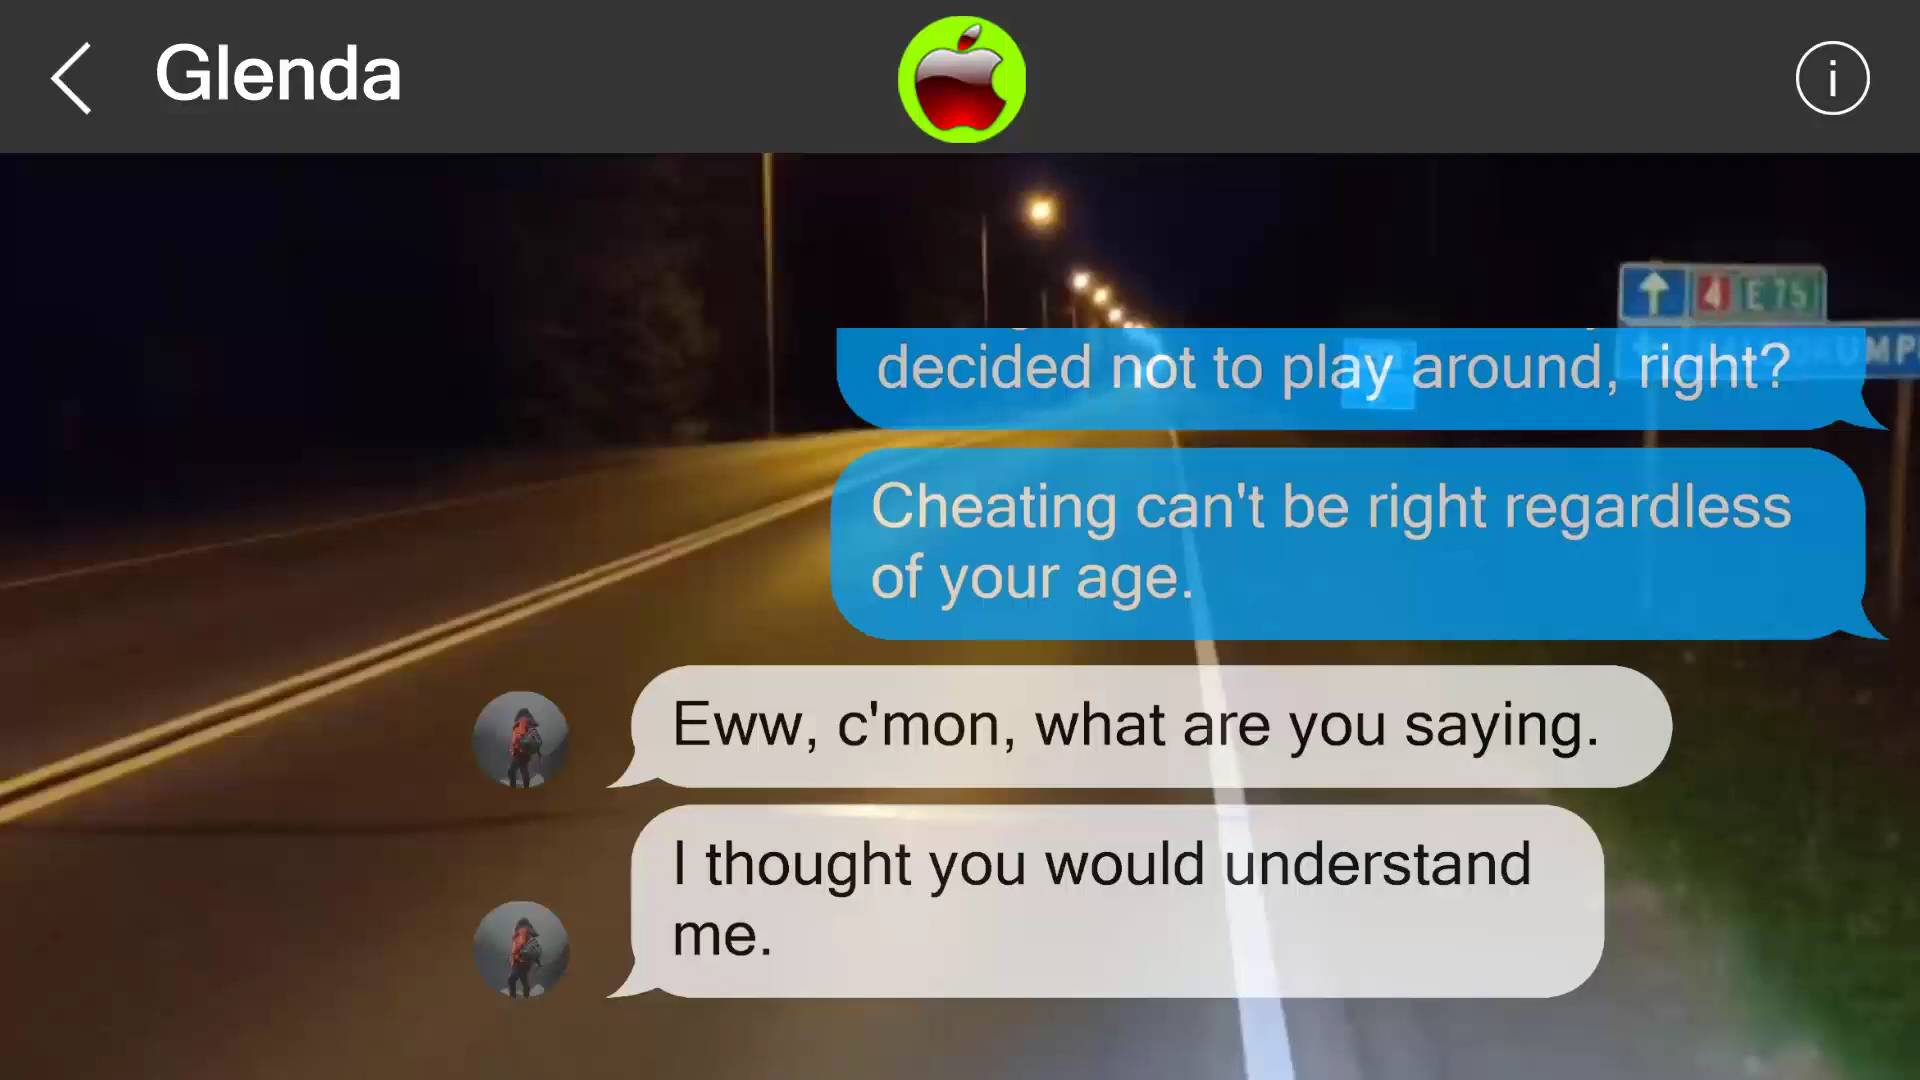 Glenda
i
4 E 75
decided not to play around, right?
Cheating can't be right regardless
of your age.
Eww, c'mon, what are you saying.
I thought you would understand
me.